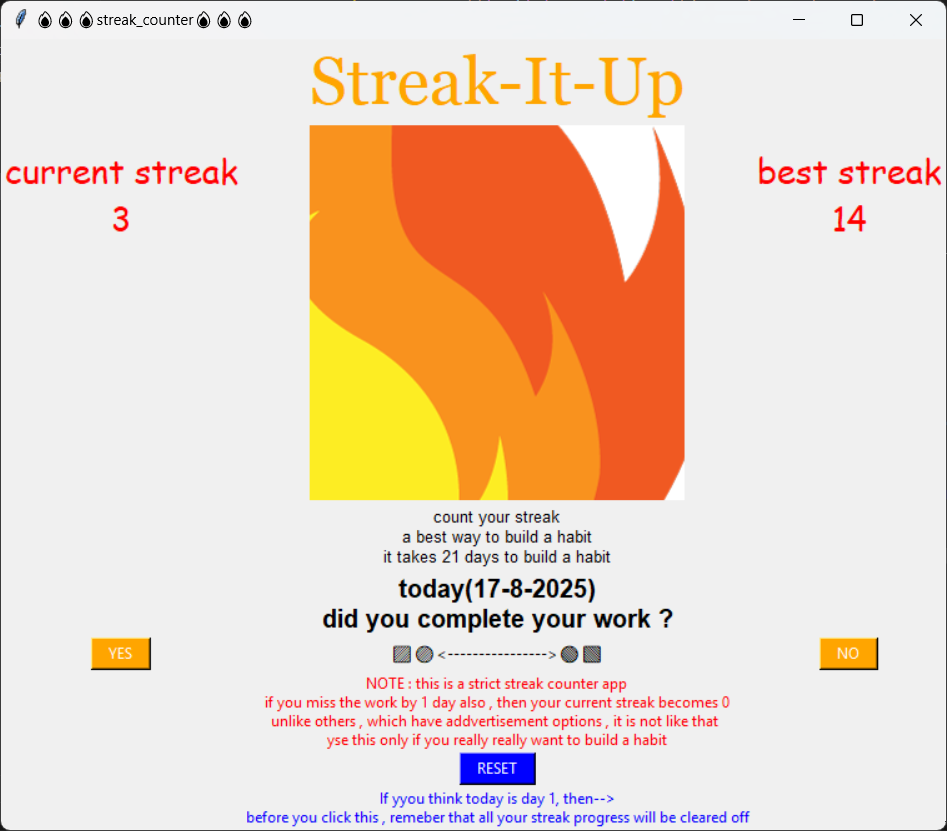 💧 💧 💧 streak_counter 💧 💧 💧
Streak-It-Up
current streak
3
best streak
14
count your streak
a best way to build a habit
it takes 21 days to build a habit
today(17-8-2025)
did you complete your work ?
YES
▨ ◍ <----------------> ◍ ▩
NO
NOTE : this is a strict streak counter app
if you miss the work by 1 day also , then your current streak becomes 0
unlike others , which have addvertisement options , it is not like that
yse this only if you really really want to build a habit
RESET
If yyou think today is day 1, then-->
before you click this , remeber that all your streak progress will be cleared off